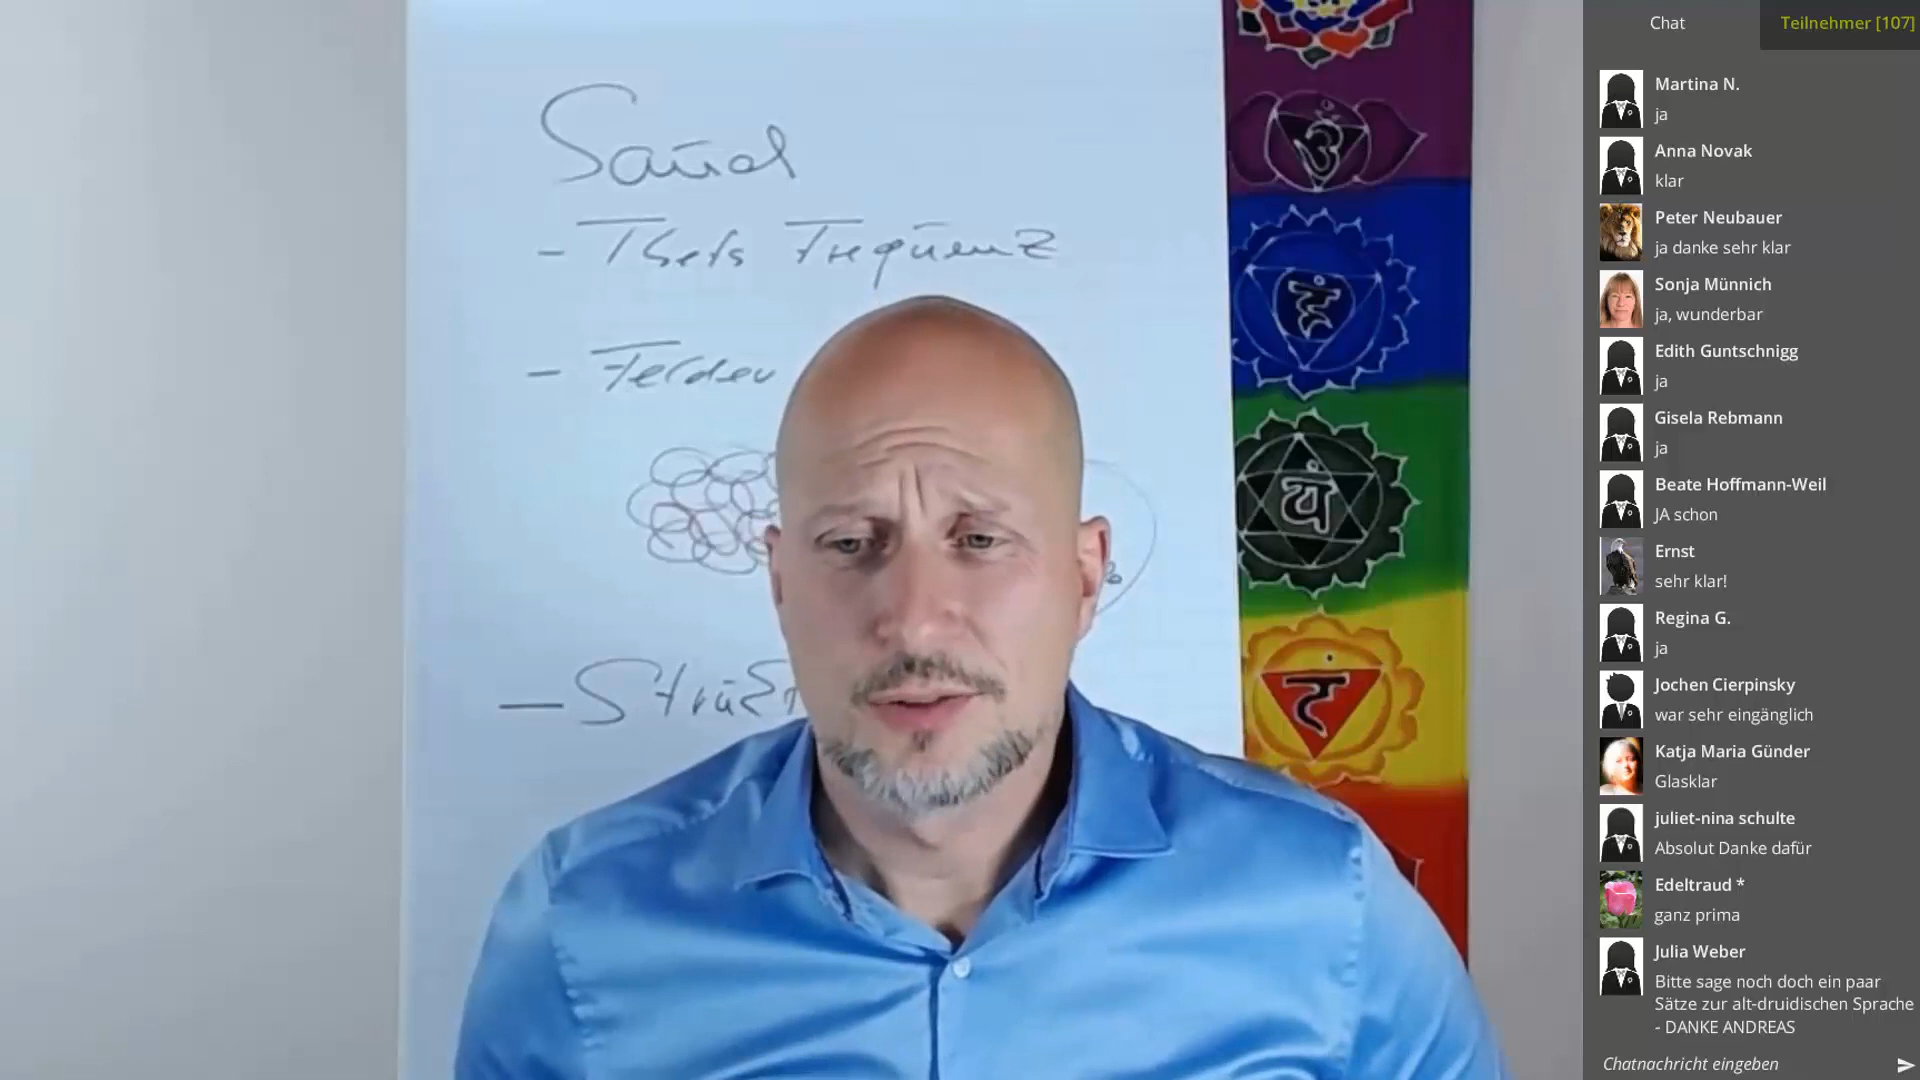 Sound
- Theta Frequenz
- Felder
- Strukt
ॐ
हं
यं
रं
Chat
Teilnehmer [107]
Martina N.
ja
Anna Novak
klar
Peter Neubauer
ja danke sehr klar
Sonja Münnich
ja, wunderbar
Edith Guntschnigg
ja
Gisela Rebmann
ja
Beate Hoffmann-Weil
JA schon
Ernst
sehr klar!
Regina G.
ja
Jochen Cierpinsky
war sehr eingänglich
Katja Maria Günder
Glasklar
juliet-nina schulte
Absolut Danke dafür
Edeltraud *
ganz prima
Julia Weber
Bitte sage noch doch ein paar
Sätze zur alt-druidischen Sprache
- DANKE ANDREAS
Chatnachricht eingeben